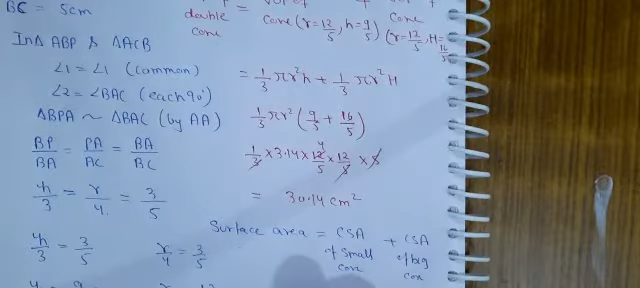 BC = 5cm
In Δ ABP & ΔACB
∠1 = ∠1 (common)
∠2 = ∠BAC (each 90°)
ΔBPA ~ ΔBAC (by AA)
BP/BA = PA/AC = BA/BC
h/3 = r/4 = 3/5
h/3 = 3/5 r/4 = 3/5
double cone = cone (r=12/5, h=9/5) + cone (r=12/5, H=16/5)
= 1/3 πr²h + 1/3 πr²H
1/3 πr² (9/5 + 16/5)
1/3 × 3.14 × 12/5 × 12/5 × 5
= 30.14 cm²
Surface area = CSA of small cone + CSA of big con